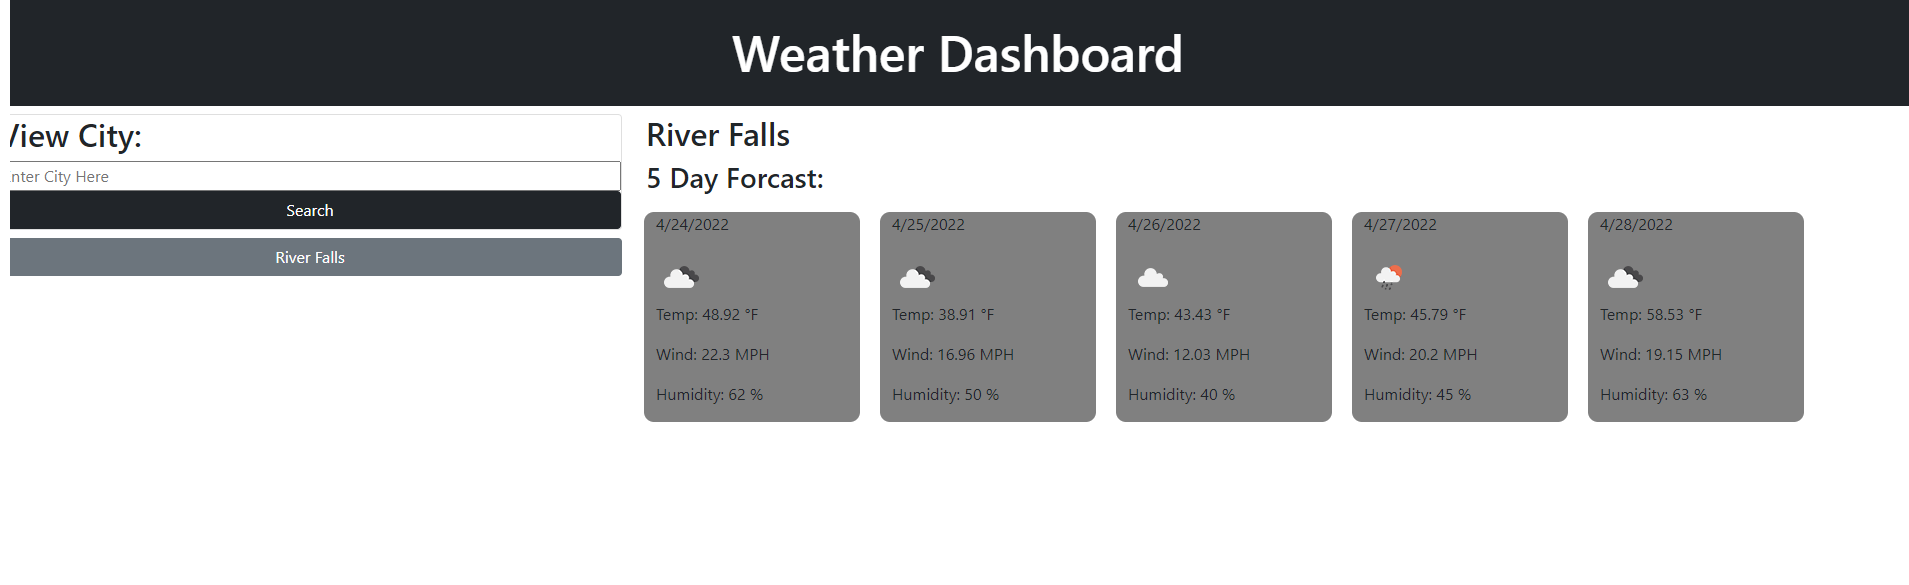 Weather Dashboard
View City:
nter City Here
Search
River Falls
River Falls
5 Day Forcast:
4/24/2022
Temp: 48.92 °F
Wind: 22.3 MPH
Humidity: 62 %
4/25/2022
Temp: 38.91 °F
Wind: 16.96 MPH
Humidity: 50 %
4/26/2022
Temp: 43.43 °F
Wind: 12.03 MPH
Humidity: 40 %
4/27/2022
Temp: 45.79 °F
Wind: 20.2 MPH
Humidity: 45 %
4/28/2022
Temp: 58.53 °F
Wind: 19.15 MPH
Humidity: 63 %